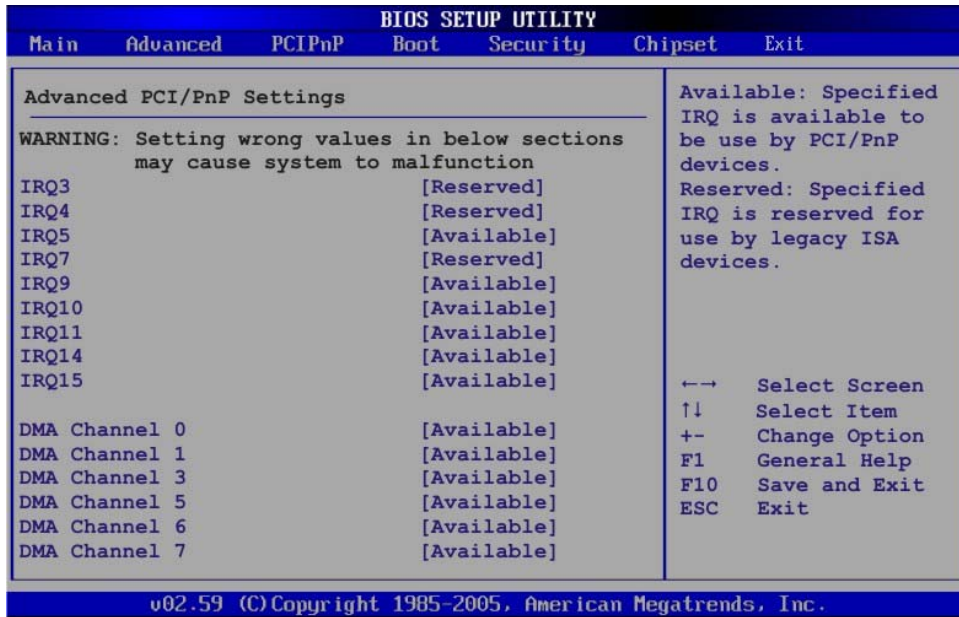 BIOS SETUP UTILITY
Main Advanced PCIPnP Boot Security Chipset Exit
Advanced PCI/PnP Settings
WARNING: Setting wrong values in below sections
may cause system to malfunction
IRQ3 [Reserved]
IRQ4 [Reserved]
IRQ5 [Available]
IRQ7 [Reserved]
IRQ9 [Available]
IRQ10 [Available]
IRQ11 [Available]
IRQ14 [Available]
IRQ15 [Available]
DMA Channel 0 [Available]
DMA Channel 1 [Available]
DMA Channel 3 [Available]
DMA Channel 5 [Available]
DMA Channel 6 [Available]
DMA Channel 7 [Available]
Available: Specified
IRQ is available to
be use by PCI/PnP
devices.
Reserved: Specified
IRQ is reserved for
use by legacy ISA
devices.
←→ Select Screen
↑↓ Select Item
+- Change Option
F1 General Help
F10 Save and Exit
ESC Exit
v02.59 (C)Copyright 1985-2005, American Megatrends, Inc.